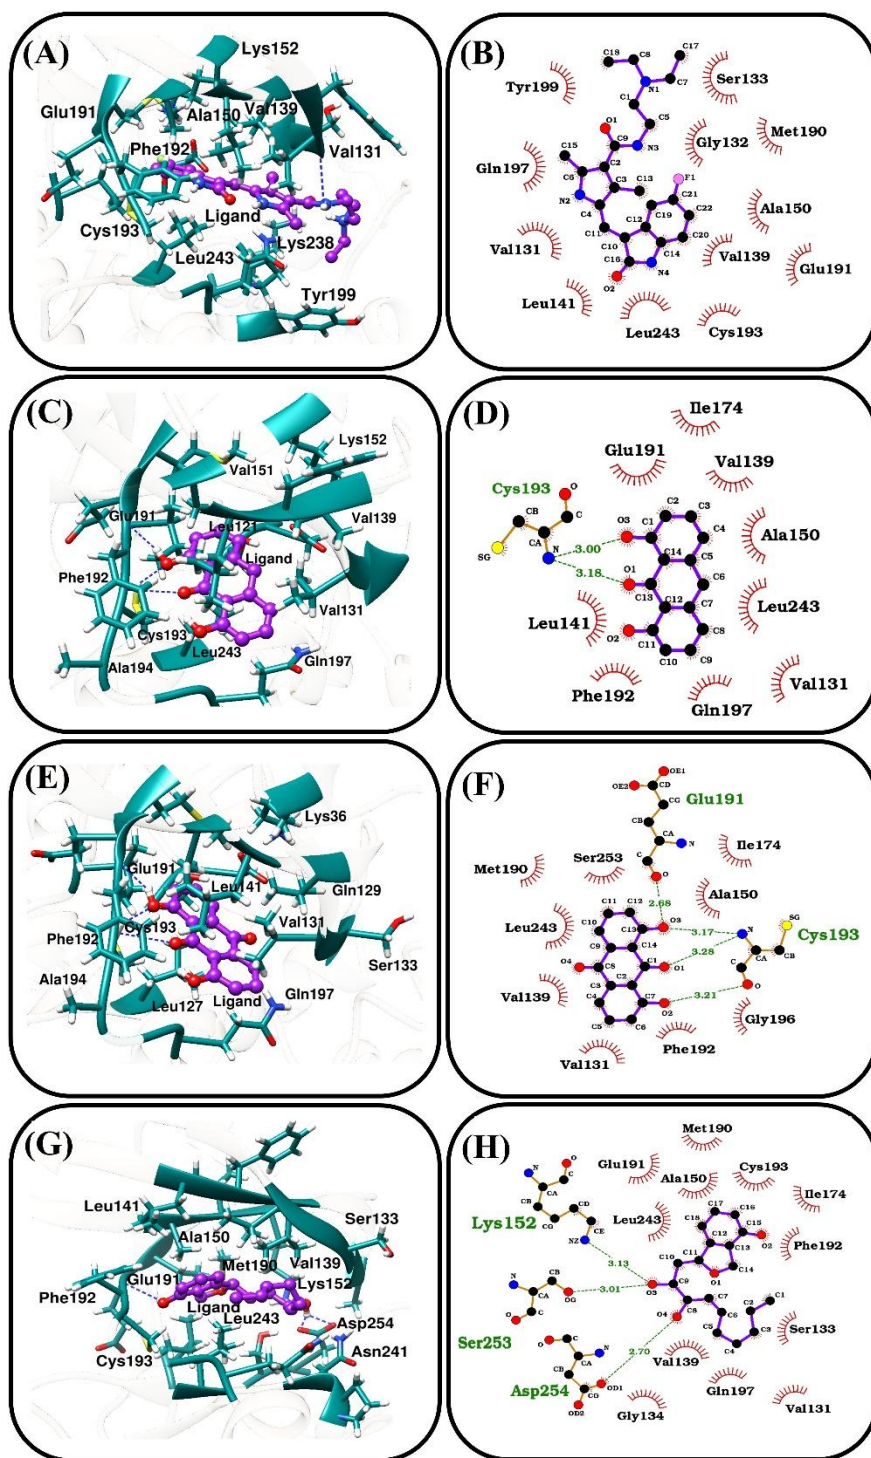 (A)
Lys152
Glu191
Ala150
Val139
Phe192
Val131
Ligand
Cys193
Lys238
Leu243
Tyr199
(B)
C18
C8
C17
N1
C7
Ser133
Tyr199
C1
O1
C5
C9
N3
Gly132
Met190
C15
C2
C6
C3
C13
F1
Gln197
N2
C21
C4
C12
C19
C22
Ala150
C11
C10
C20
Val131
C16
C14
Val139
N4
O2
Glu191
Leu141
Leu243
Cys193
(C)
Val151
Lys152
Glu191
Leu121
Val139
Ligand
Phe192
Val131
Cys193
Leu243
Ala194
Gln197
(D)
Ile174
Glu191
Val139
Cys193
O
CB
C
C2
C3
O3
C1
C4
CA
3.00
Ala150
SG
N
C14
C5
3.18
O1
C6
C13
C12
C7
Leu141
Leu243
O2
C11
C8
C10
C9
Phe192
Val131
Gln197
(E)
Lys36
Glu191
Leu141
Gln129
Cys193
Val131
Phe192
Ser133
Ala194
Gln197
Leu127
Ligand
(F)
OE1
OE2
CD
CG
Glu191
CB
CA
N
Ile174
C
Ser253
Met190
O
Ala150
2.68
C11
C12
SG
O3
C10
C13
3.17
N
Leu243
C9
C14
CA
Cys193
3.28
CB
O4
C8
C1
O1
C
C3
C2
3.21
O
Val139
C4
C7
O2
Gly196
C5
C6
Phe192
Val131
(G)
Leu141
Ser133
Ala150
Met190
Val139
Glu191
Lys152
Phe192
Ligand
Leu243
Asp254
Cys193
Asn241
(H)
Met190
O
N
C
Glu191
Cys193
CA
Ala150
CB
CD
Ile174
C17
C16
Lys152
CG
CE
Leu243
C18
C15
NZ
C12
O2
Phe192
C11
C13
C10
3.13
C14
O1
CB
C9
N
CA
OG
3.01
O3
C1
C7
C2
O4
C8
C6
O
C
Ser253
C5
C3
Ser133
C
2.70
C4
O
N
CA
Val139
CB
Asp254
Gln197
CG
OD1
OD2
Val131
Gly134